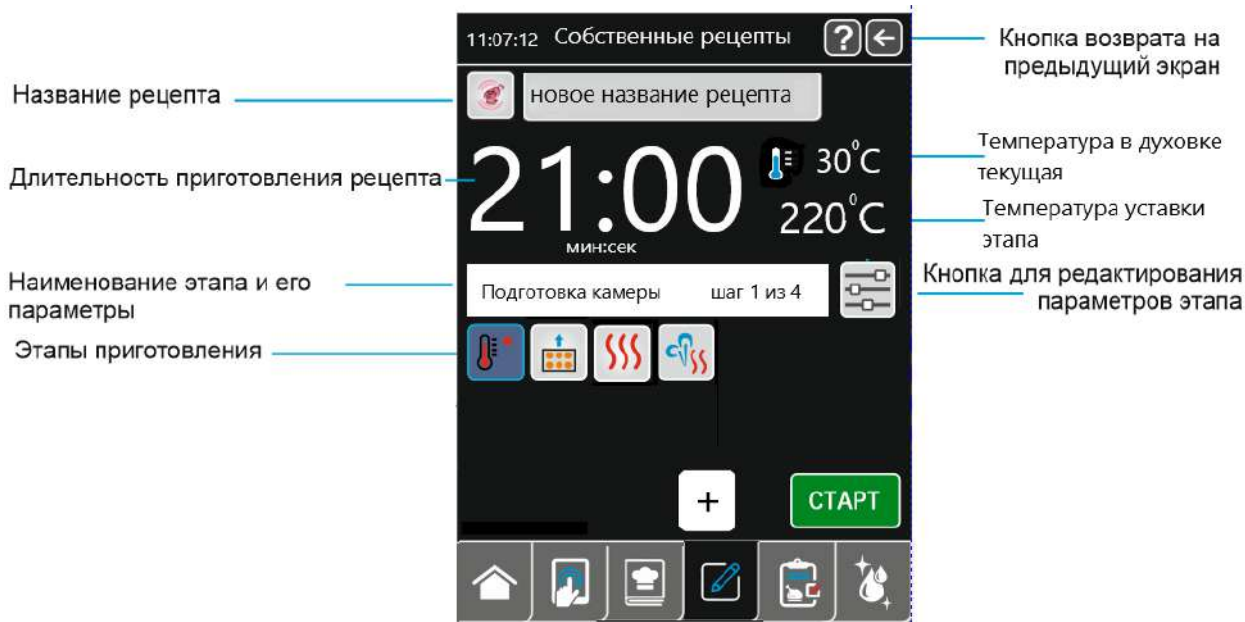 11:07:12 Собственные рецепты ?
Кнопка возврата на
предыдущий экран
Название рецепта
новое название рецепта
Длительность приготовления рецепта
21:00
мин:сек
30°C
220°C
Температура в духовке
текущая
Температура уставки
этапа
Наименование этапа и его
параметры
Подготовка камеры шаг 1 из 4
Кнопка для редактирования
параметров этапа
Этапы приготовления
+
СТАРТ